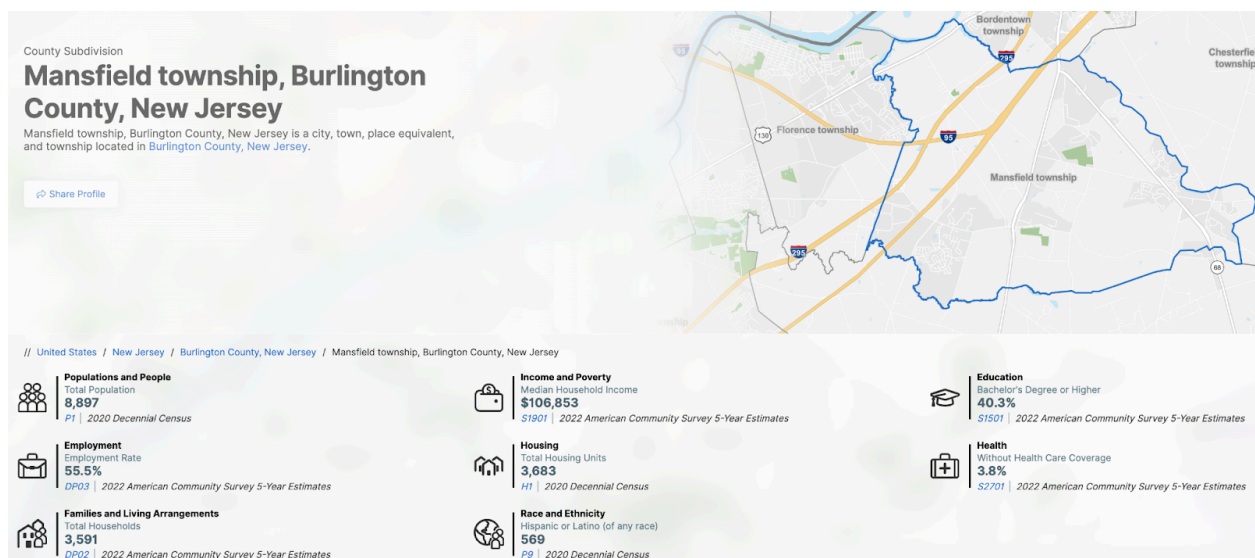 County Subdivision
Mansfield township, Burlington
County, New Jersey
Mansfield township, Burlington County, New Jersey is a city, town, place equivalent,
and township located in Burlington County, New Jersey.
Share Profile
Bordentown
township
Chesterfie
township
295
95
138
Florence township
95
Mansfield township
295
68
township
// United States / New Jersey / Burlington County, New Jersey / Mansfield township, Burlington County, New Jersey
Populations and People
Total Population
8,897
P1 | 2020 Decennial Census
Income and Poverty
Median Household Income
$106,853
S1901 | 2022 American Community Survey 5-Year Estimates
Education
Bachelor's Degree or Higher
40.3%
S1501 | 2022 American Community Survey 5-Year Estimates
Employment
Employment Rate
55.5%
DP03 | 2022 American Community Survey 5-Year Estimates
Housing
Total Housing Units
3,683
H1 | 2020 Decennial Census
Health
Without Health Care Coverage
3.8%
S2701 | 2022 American Community Survey 5-Year Estimates
Families and Living Arrangements
Total Households
3,591
DP02 | 2022 American Community Survey 5-Year Estimates
Race and Ethnicity
Hispanic or Latino (of any race)
569
P9 | 2020 Decennial Census